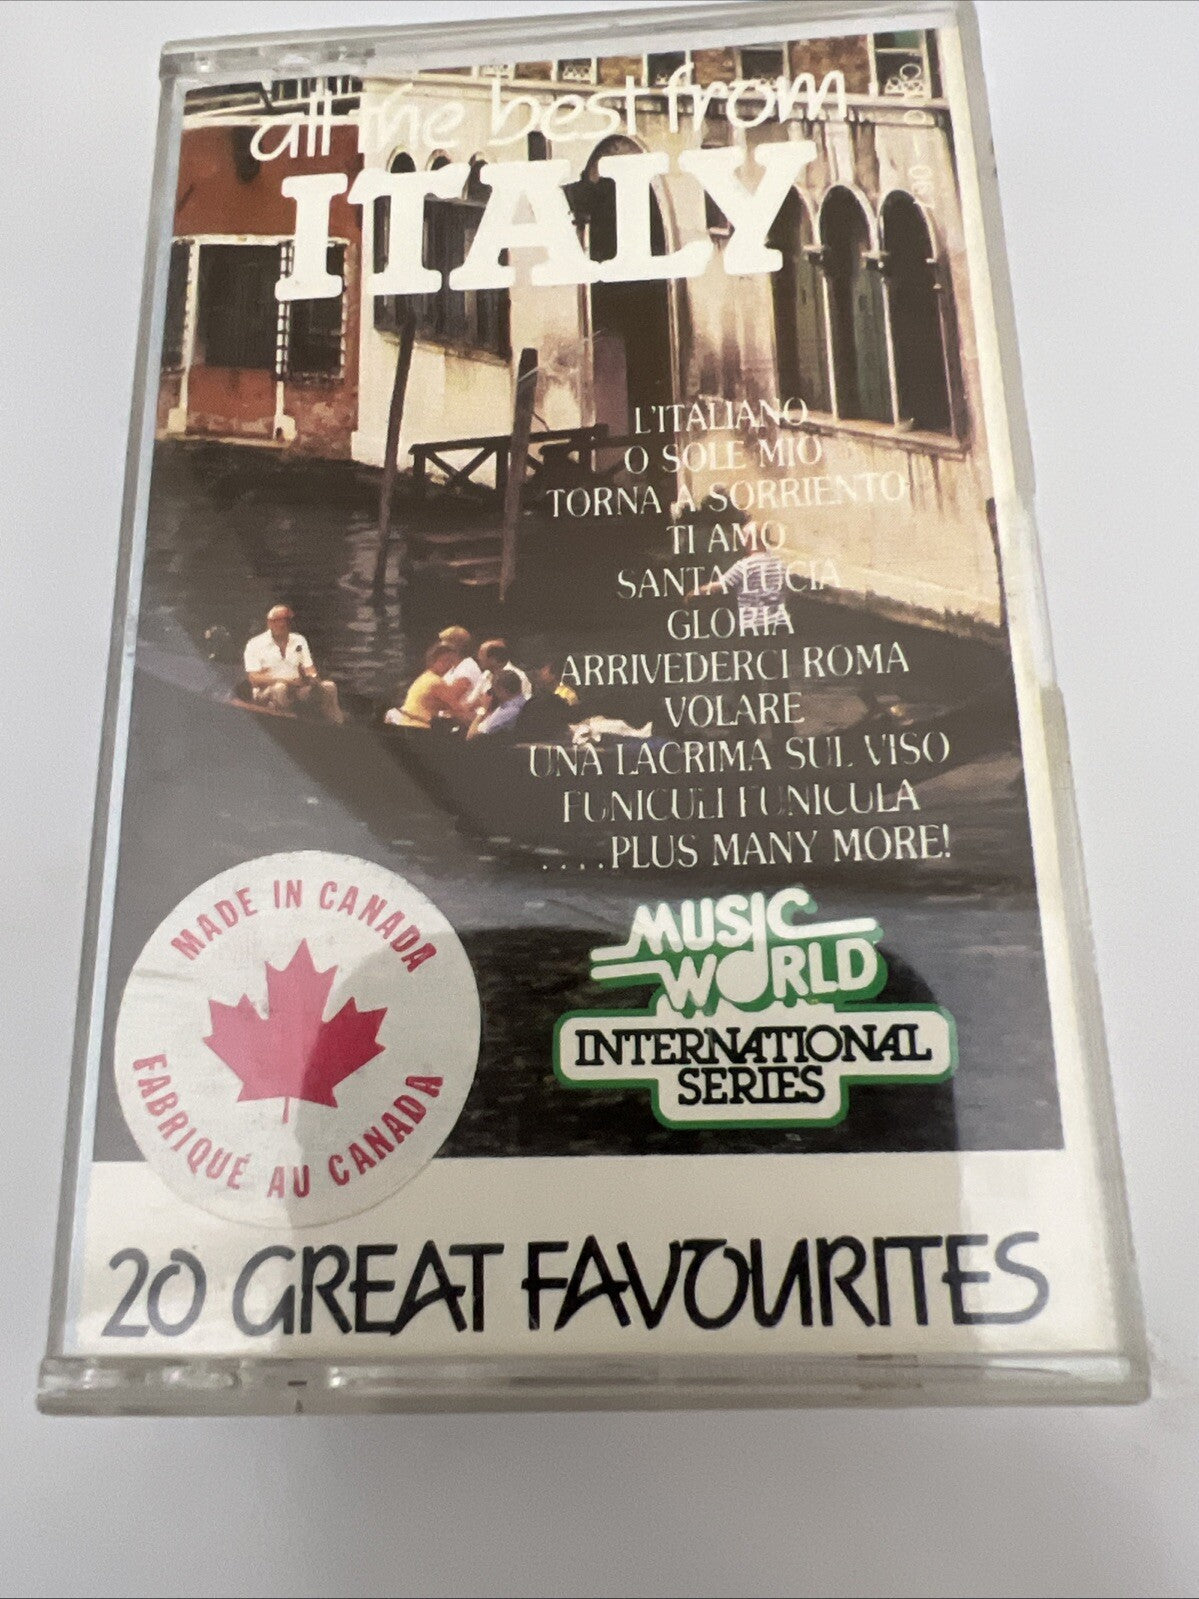 all the best from...
ITALY
L'ITALIANO
O SOLE MIO
TORNA A SORRIENTO
TI AMO
SANTA LUCIA
GLORIA
ARRIVEDERCI ROMA
VOLARE
UNA LACRIMA SUL VISO
FUNICULI FUNICULA
....PLUS MANY MORE!
MUSIC
WORLD
INTERNATIONAL
SERIES
MADE IN CANADA
FABRIQUÉ AU CANADA
20 GREAT FAVOURITES